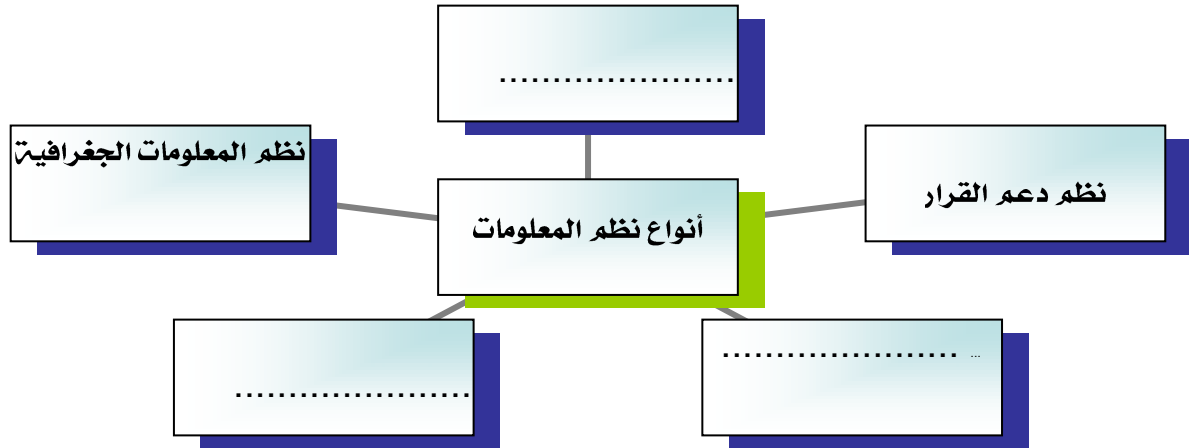 .......................
نظم المعلومات الجغرافية
نظم دعم القرار
أنواع نظم المعلومات
...................... ...
.......................